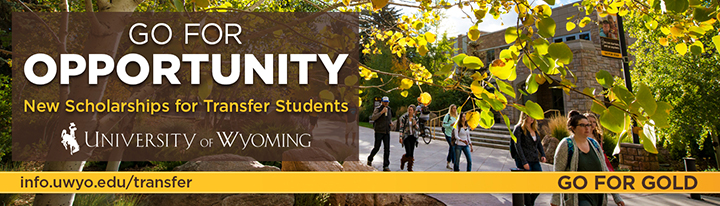 GO FOR
OPPORTUNITY
New Scholarships for Transfer Students
UNIVERSITY OF WYOMING
info.uwyo.edu/transfer
GO FOR GOLD